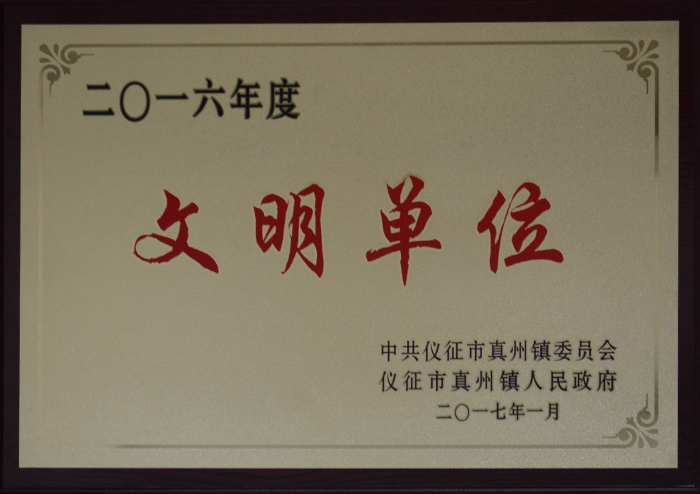 二〇一六年度
文明单位
中共仪征市真州镇委员会
仪征市真州镇人民政府
二〇一七年一月